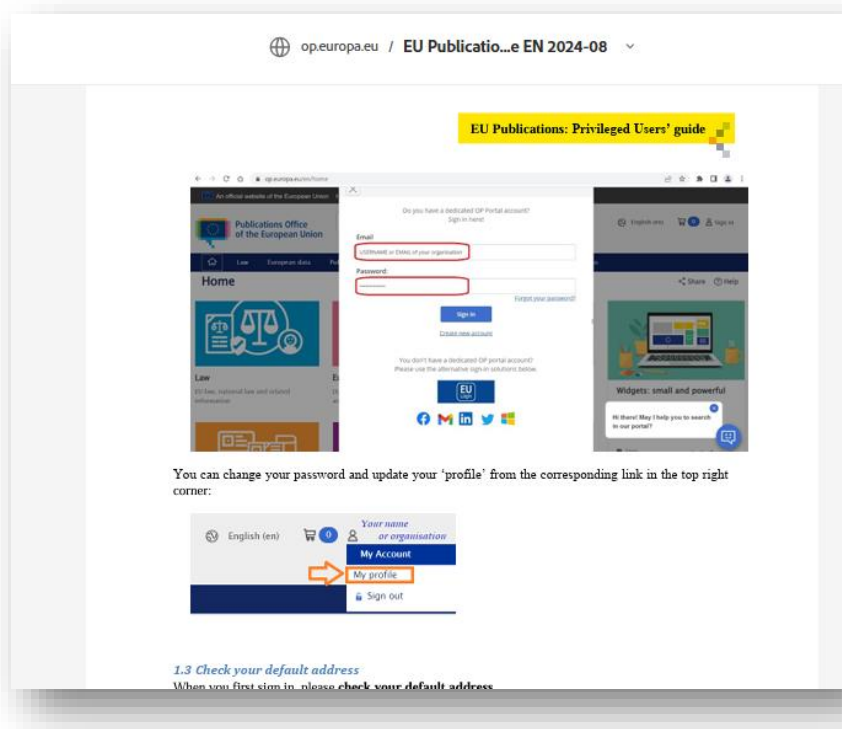 op.europa.eu / EU Publicatio...e EN 2024-08
EU Publications: Privileged Users' guide
op.europa.eu/en/home
An official website of the European Union
Do you have a dedicated OP Portal account?
Sign in here!
Publications Office
of the European Union
English (en) 0 Sign in
Email
USERNAME or EMAIL of your organisation
Law European data
Password:
Home
Share Help
Forgot your password?
Sign in
Create new account
You don't have a dedicated OP portal account?
Please use the alternative sign-in solutions below.
EU
Login
Law
EU law, national law and related
information
Widgets: small and powerful
Hi there! May I help you to search
in our portal?
You can change your password and update your ‘profile’ from the corresponding link in the top right
corner:
English (en) 0 Your name
or organisation
My Account
My profile
Sign out
1.3 Check your default address
When you first sign in, please check your default address